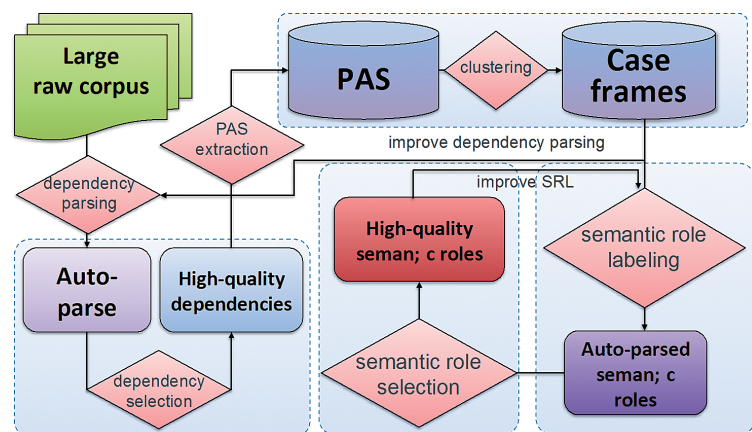 Large
raw corpus
PAS
clustering
Case
frames
PAS
extraction
improve dependency parsing
dependency
parsing
improve SRL
High-quality
seman; c roles
semantic role
labeling
Auto-
parse
High-quality
dependencies
semantic role
selection
Auto-parsed
seman; c
roles
dependency
selection